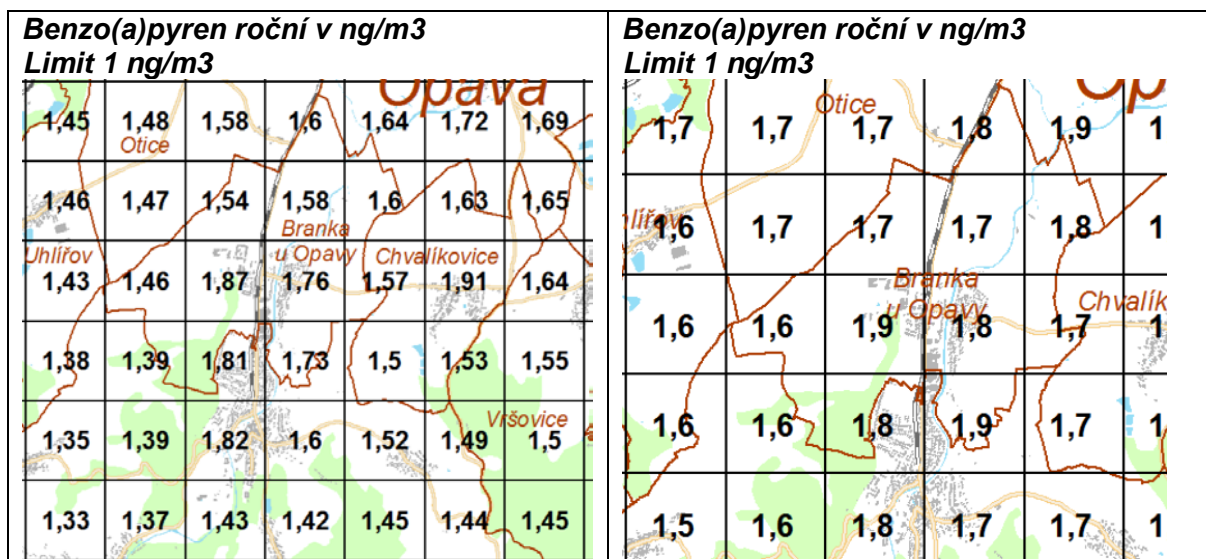 Benzo(a)pyren roční v ng/m3
Limit 1 ng/m3
Opava
1,45 1,48 1,58 1,6 1,64 1,72 1,69
Otice
1,46 1,47 1,54 1,58 1,6 1,63 1,65
Branka
Uhlířov u Opavy Chvalíkovice
1,43 1,46 1,87 1,76 1,57 1,91 1,64
1,38 1,39 1,81 1,73 1,5 1,53 1,55
Vršovice
1,35 1,39 1,82 1,6 1,52 1,49 1,5
1,33 1,37 1,43 1,42 1,45 1,44 1,45
Benzo(a)pyren roční v ng/m3
Limit 1 ng/m3
Op
Otice
1,7 1,7 1,7 1,8 1,9 1
hlířov
1,6 1,7 1,7 1,7 1,8 1
Branka
u Opavy Chvalík
1,6 1,6 1,9 1,8 1,7 1
1,6 1,6 1,8 1,9 1,7 1
1,5 1,6 1,8 1,7 1,7 1